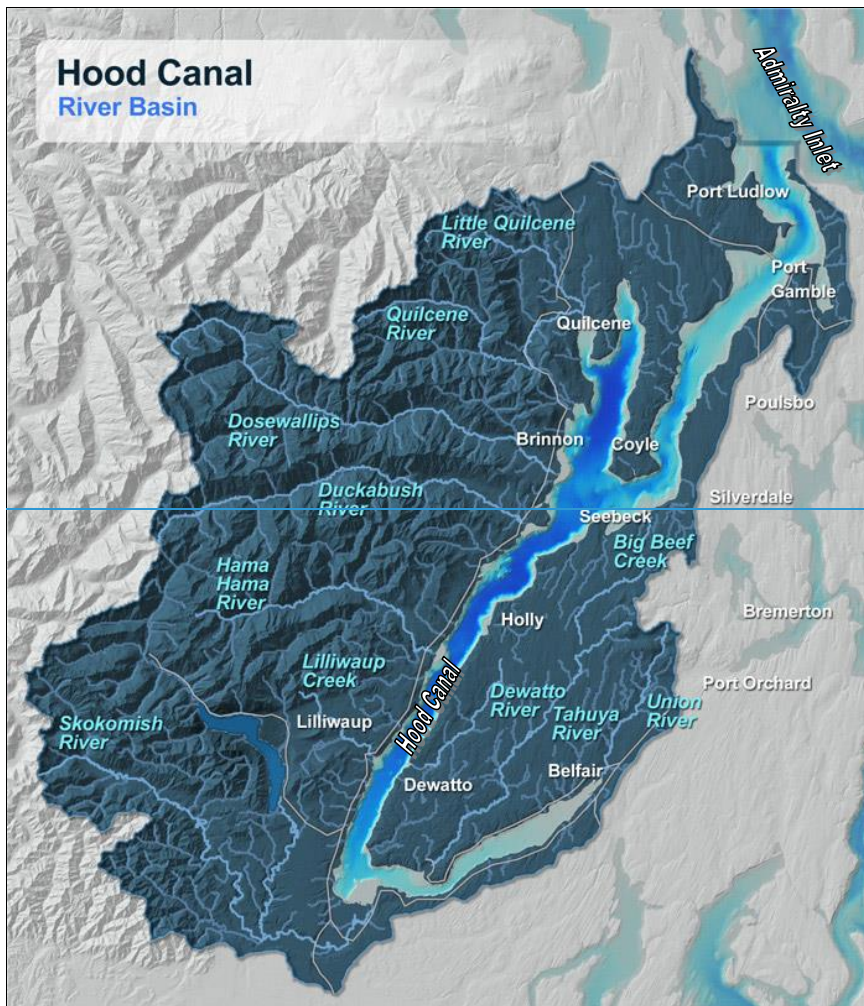 Hood Canal
River Basin
Admiralty Inlet
Port Ludlow
Little Quilcene
River
Port
Gamble
Quilcene
River
Quilcene
Poulsbo
Dosewallips
River
Brinnon
Coyle
Duckabush
River
Silverdale
Seebeck
Big Beef
Creek
Hama
Hama
River
Holly
Bremerton
Lilliwaup
Creek
Hood Canal
Dewatto
River
Port Orchard
Union
River
Tahuya
River
Skokomish
River
Lilliwaup
Belfair
Dewatto